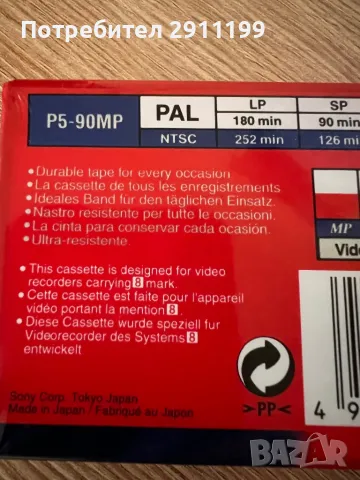 Потребител 2911199
P5-90MP
PAL
LP
SP
180 min
90 min
NTSC
252 min
126 min
• Durable tape for every occasion
• La cassette de tous les enregistrements
• Ideales Band für den täglichen Einsatz.
• Nastro resistente per tutte le occasioni.
• La cinta para conservar cada ocasión.
• Ultra-resistente.
MP
Vid
• This cassette is designed for video
recorders carrying 8 mark.
• Cette cassette est faite pour l'appareil
vidéo portant la mention 8.
• Diese Cassette wurde speziell fur
Videorecorder des Systems 8
entwickelt
Sony Corp. Tokyo Japan
Made in Japan / Fabriqué au Japon
>PP<
4 9
BAZAR